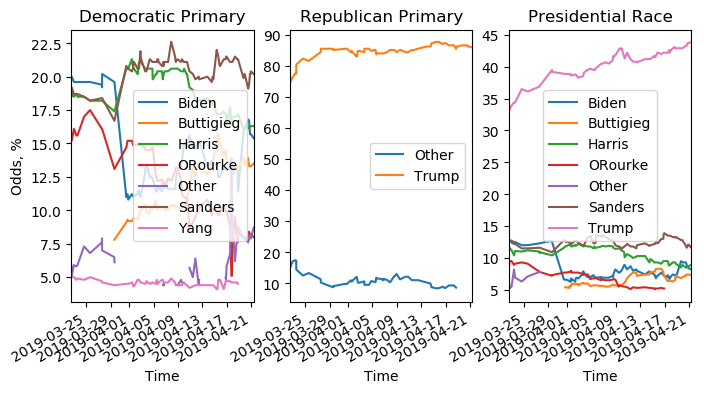 Democratic Primary
Odds, %
22.5
20.0
17.5
15.0
12.5
10.0
7.5
5.0
Biden
Buttigieg
Harris
ORourke
Other
Sanders
Yang
2019-03-25
2019-03-29
2019-04-01
2019-04-05
2019-04-09
2019-04-13
2019-04-17
2019-04-21
Time
Republican Primary
90
80
70
60
50
40
30
20
10
Other
Trump
2019-03-25
2019-03-29
2019-04-01
2019-04-05
2019-04-09
2019-04-13
2019-04-17
2019-04-21
Time
Presidential Race
45
40
35
30
25
20
15
10
5
Biden
Buttigieg
Harris
ORourke
Other
Sanders
Trump
2019-03-25
2019-03-29
2019-04-01
2019-04-05
2019-04-09
2019-04-13
2019-04-17
2019-04-21
Time